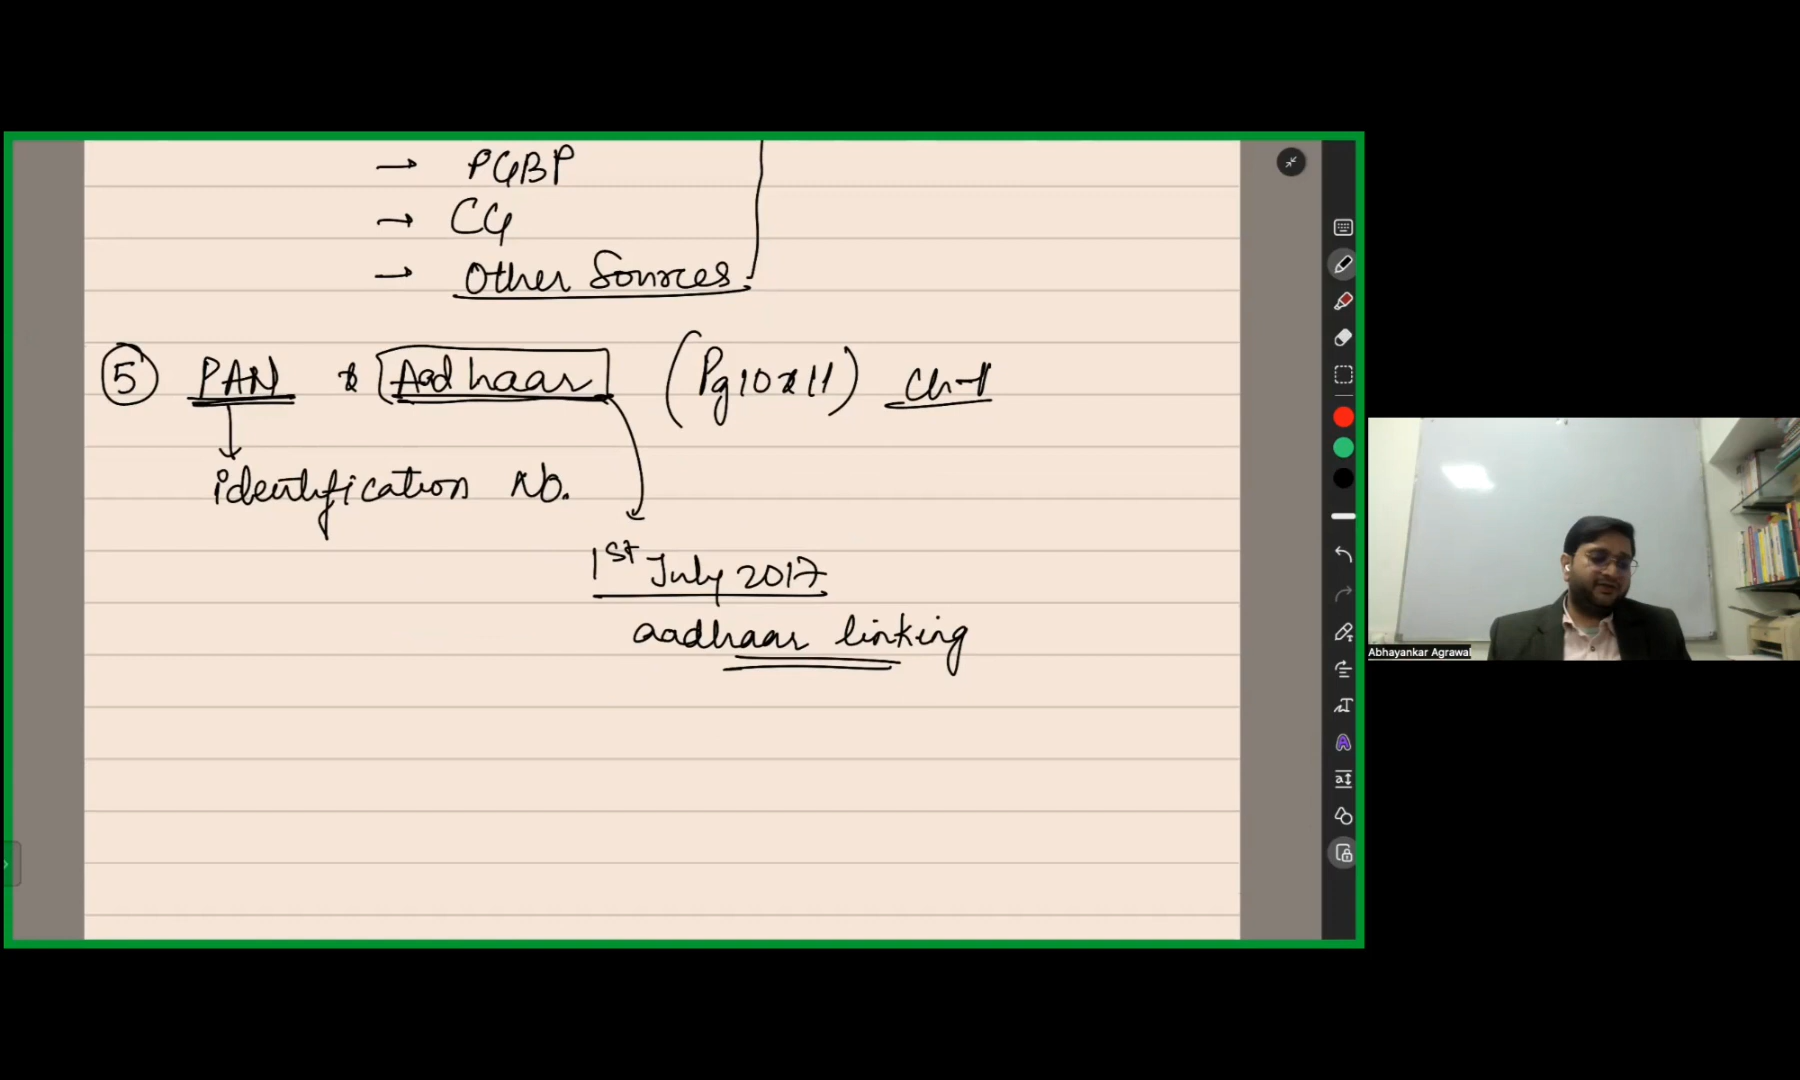 → PGBP
→ CG
→ Other Sources.
⑤ PAN & Aadhaar (Pg 10 & 11) Ch-1
identification No.
1st July 2017
aadhaar linking
Abhayankar Agrawal